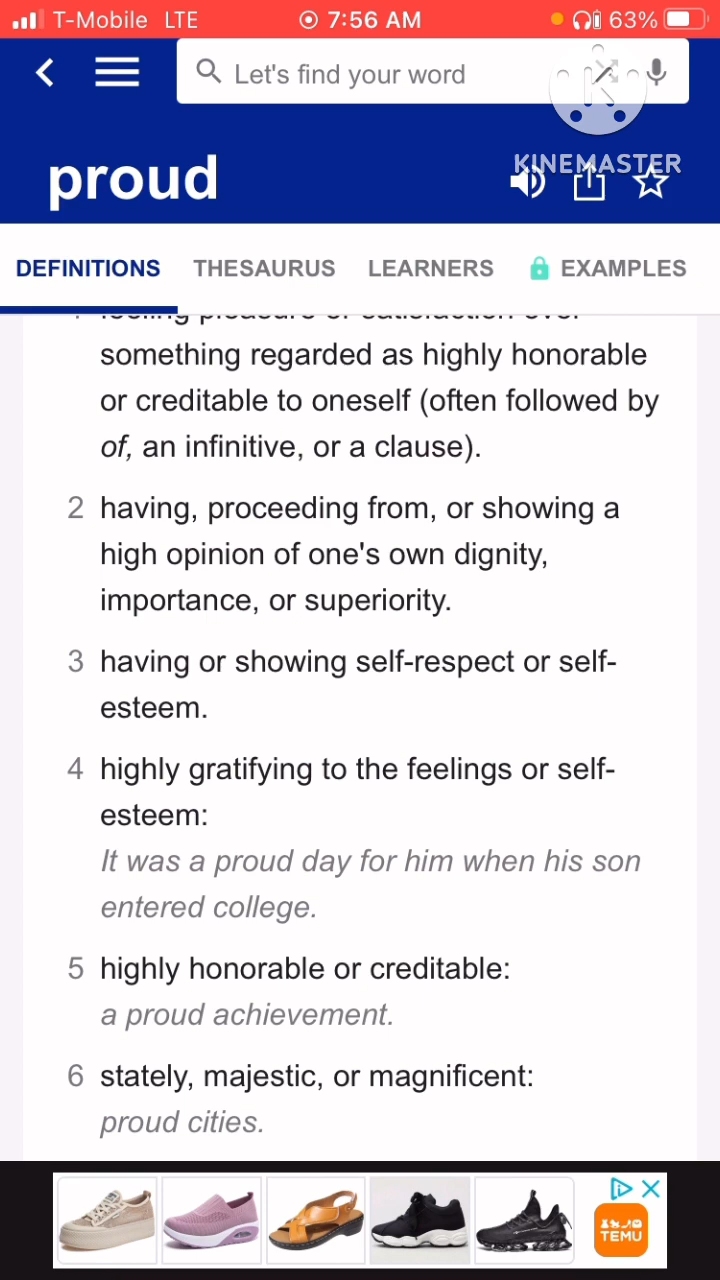 T-Mobile LTE 7:56 AM 63%
Let's find your word
KINEMASTER
proud
DEFINITIONS THESAURUS LEARNERS EXAMPLES
something regarded as highly honorable
or creditable to oneself (often followed by
of, an infinitive, or a clause).
2 having, proceeding from, or showing a
high opinion of one's own dignity,
importance, or superiority.
3 having or showing self-respect or self-
esteem.
4 highly gratifying to the feelings or self-
esteem:
It was a proud day for him when his son
entered college.
5 highly honorable or creditable:
a proud achievement.
6 stately, majestic, or magnificent:
proud cities.
TEMU